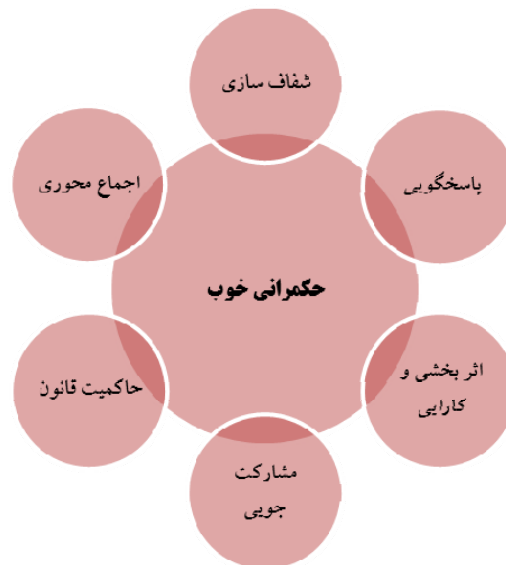 شفاف سازی
پاسخگویی
اثر بخشی و
کارایی
مشارکت
جویی
حاکمیت قانون
اجماع محوری
حکمرانی خوب